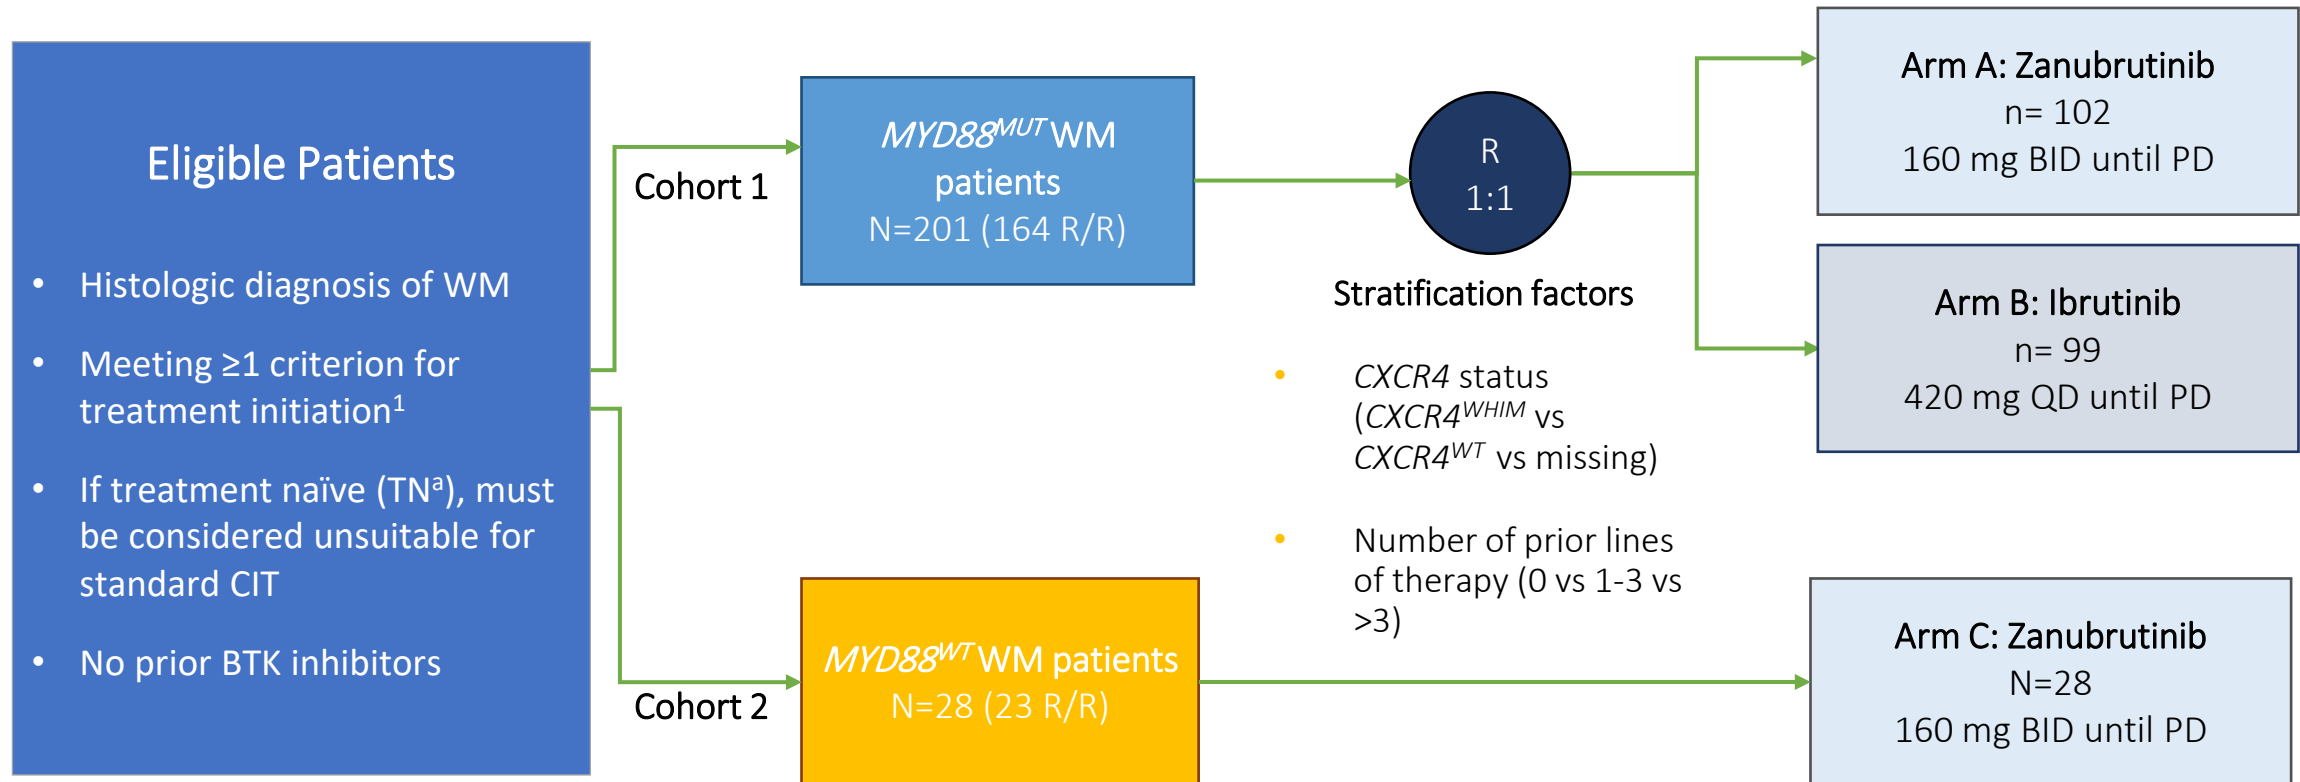 Eligible Patients
• Histologic diagnosis of WM
• Meeting ≥1 criterion for
treatment initiation¹
• If treatment naïve (TNᵃ), must
be considered unsuitable for
standard CIT
• No prior BTK inhibitors
Cohort 1
MYD88ᴹᵁᵀ WM
patients
N=201 (164 R/R)
R
1:1
Stratification factors
• CXCR4 status
(CXCR4ᵂᴴᴵᴹ vs
CXCR4ᵂᵀ vs missing)
• Number of prior lines
of therapy (0 vs 1-3 vs
>3)
Arm A: Zanubrutinib
n= 102
160 mg BID until PD
Arm B: Ibrutinib
n= 99
420 mg QD until PD
Cohort 2
MYD88ᵂᵀ WM patients
N=28 (23 R/R)
Arm C: Zanubrutinib
N=28
160 mg BID until PD